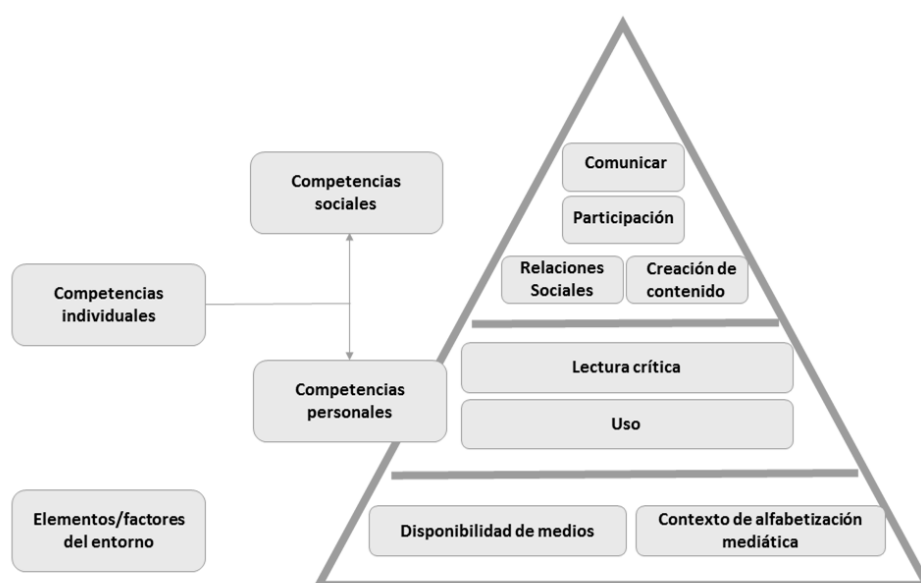 Comunicar
Participación
Relaciones
Sociales
Creación de
contenido
Competencias
sociales
Competencias
individuales
Competencias
personales
Lectura crítica
Uso
Elementos/factores
del entorno
Disponibilidad de medios
Contexto de alfabetización
mediática